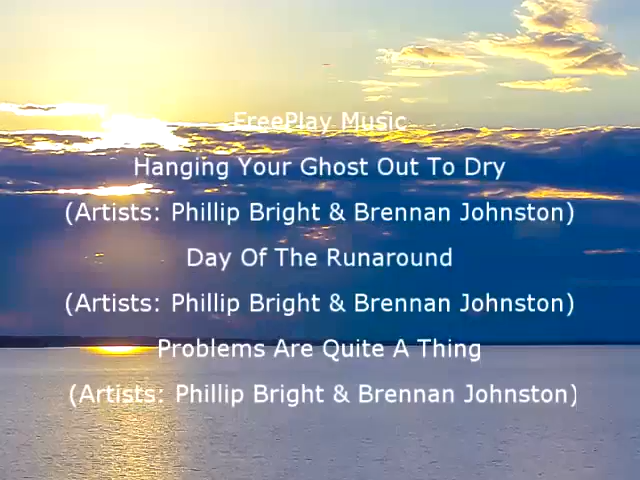 FreePlay Music
Hanging Your Ghost Out To Dry
(Artists: Phillip Bright & Brennan Johnston)
Day Of The Runaround
(Artists: Phillip Bright & Brennan Johnston)
Problems Are Quite A Thing
(Artists: Phillip Bright & Brennan Johnston)